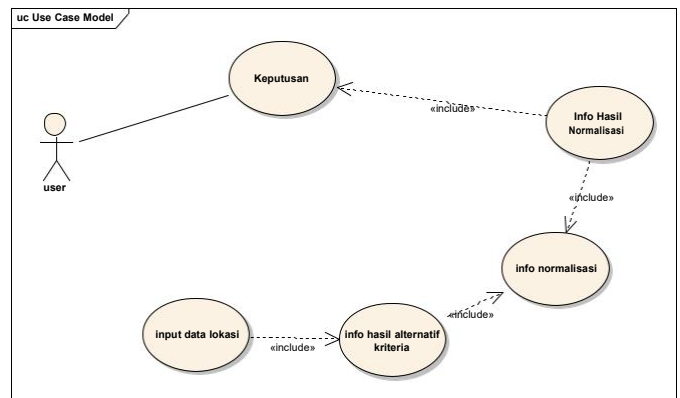 uc Use Case Model
Keputusan
«include»
Info Hasil
Normalisasi
user
«include»
info normalisasi
«include»
input data lokasi
«include»
info hasil alternatif
kriteria